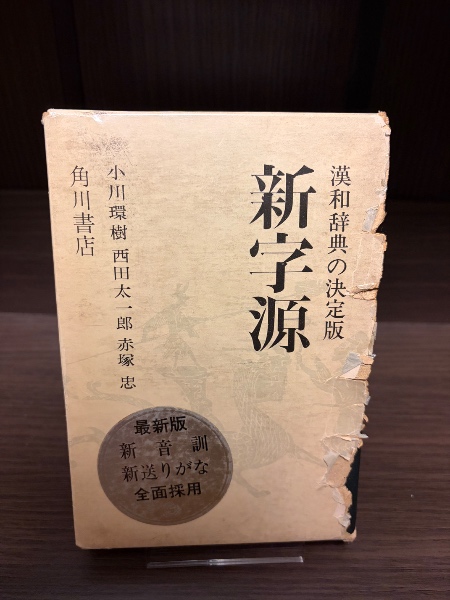 漢和辞典の決定版
新字源
小川環樹 西田太一郎 赤塚 忠
角川書店
最新版
新音訓
新送りがな
全面採用